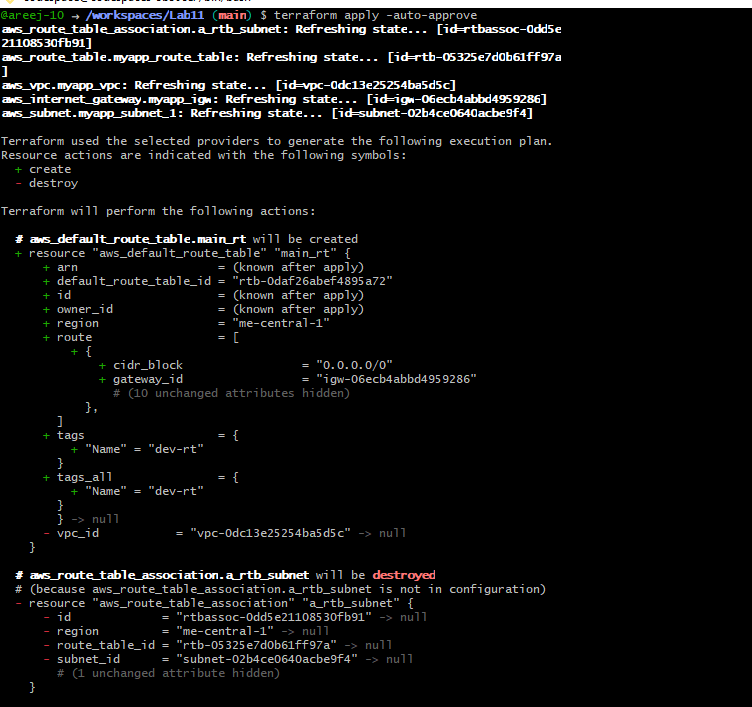 @areej-10 → /workspaces/Lab11 (main) $ terraform apply -auto-approve
aws_route_table_association.a_rtb_subnet: Refreshing state... [id=rtbassoc-0dd5e
21108530fb91]
aws_route_table.myapp_route_table: Refreshing state... [id=rtb-05325e7d0b61ff97a
]
aws_vpc.myapp_vpc: Refreshing state... [id=vpc-0dc13e25254ba5d5c]
aws_internet_gateway.myapp_igw: Refreshing state... [id=igw-06ecb4abbd4959286]
aws_subnet.myapp_subnet_1: Refreshing state... [id=subnet-02b4ce0640acbe9f4]

Terraform used the selected providers to generate the following execution plan.
Resource actions are indicated with the following symbols:
  + create
  - destroy

Terraform will perform the following actions:

  # aws_default_route_table.main_rt will be created
  + resource "aws_default_route_table" "main_rt" {
      + arn                    = (known after apply)
      + default_route_table_id = "rtb-0daf26abef4895a72"
      + id                     = (known after apply)
      + owner_id               = (known after apply)
      + region                 = "me-central-1"
      + route                  = [
          + {
              + cidr_block                 = "0.0.0.0/0"
              + gateway_id                 = "igw-06ecb4abbd4959286"
                # (10 unchanged attributes hidden)
            },
        ]
      + tags                   = {
          + "Name" = "dev-rt"
        }
      + tags_all               = {
          + "Name" = "dev-rt"
        }
        } -> null
      - vpc_id           = "vpc-0dc13e25254ba5d5c" -> null
    }

  # aws_route_table_association.a_rtb_subnet will be destroyed
  # (because aws_route_table_association.a_rtb_subnet is not in configuration)
  - resource "aws_route_table_association" "a_rtb_subnet" {
      - id             = "rtbassoc-0dd5e21108530fb91" -> null
      - region         = "me-central-1" -> null
      - route_table_id = "rtb-05325e7d0b61ff97a" -> null
      - subnet_id      = "subnet-02b4ce0640acbe9f4" -> null
        # (1 unchanged attribute hidden)
    }